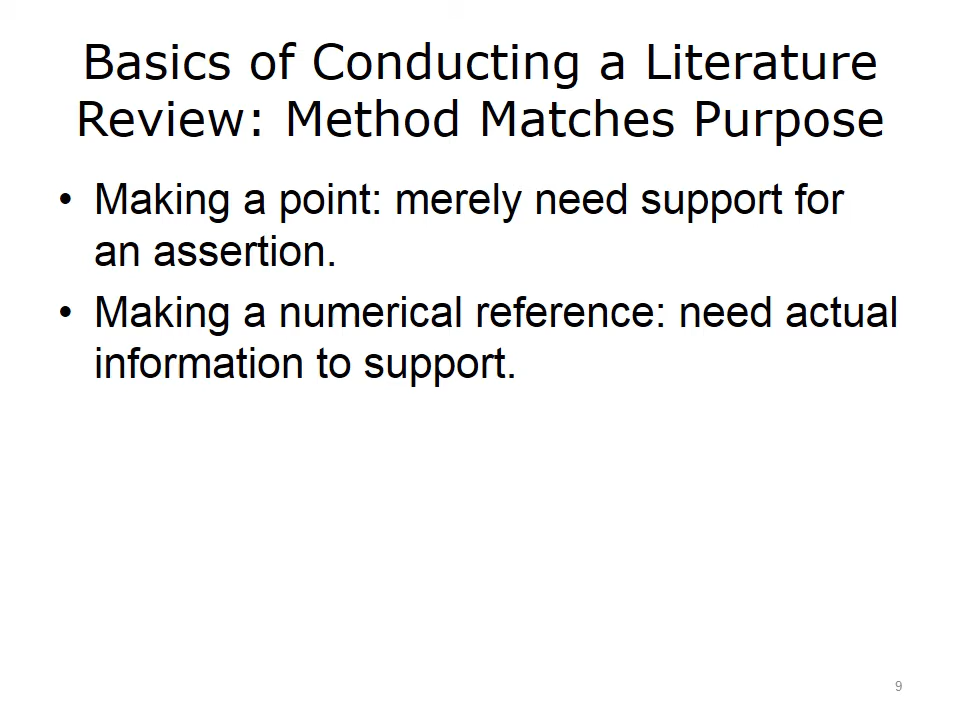 Basics of Conducting a Literature
Review: Method Matches Purpose
• Making a point: merely need support for
an assertion.
• Making a numerical reference: need actual
information to support.
9